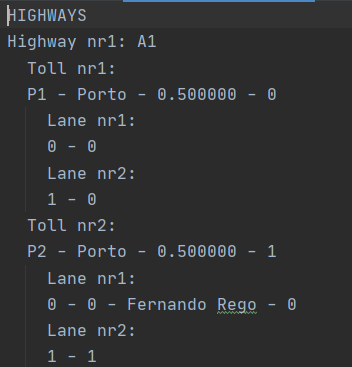 HIGHWAYS
Highway nr1: A1
Toll nr1:
P1 - Porto - 0.500000 - 0
Lane nr1:
0 - 0
Lane nr2:
1 - 0
Toll nr2:
P2 - Porto - 0.500000 - 1
Lane nr1:
0 - 0 - Fernando Rego - 0
Lane nr2:
1 - 1